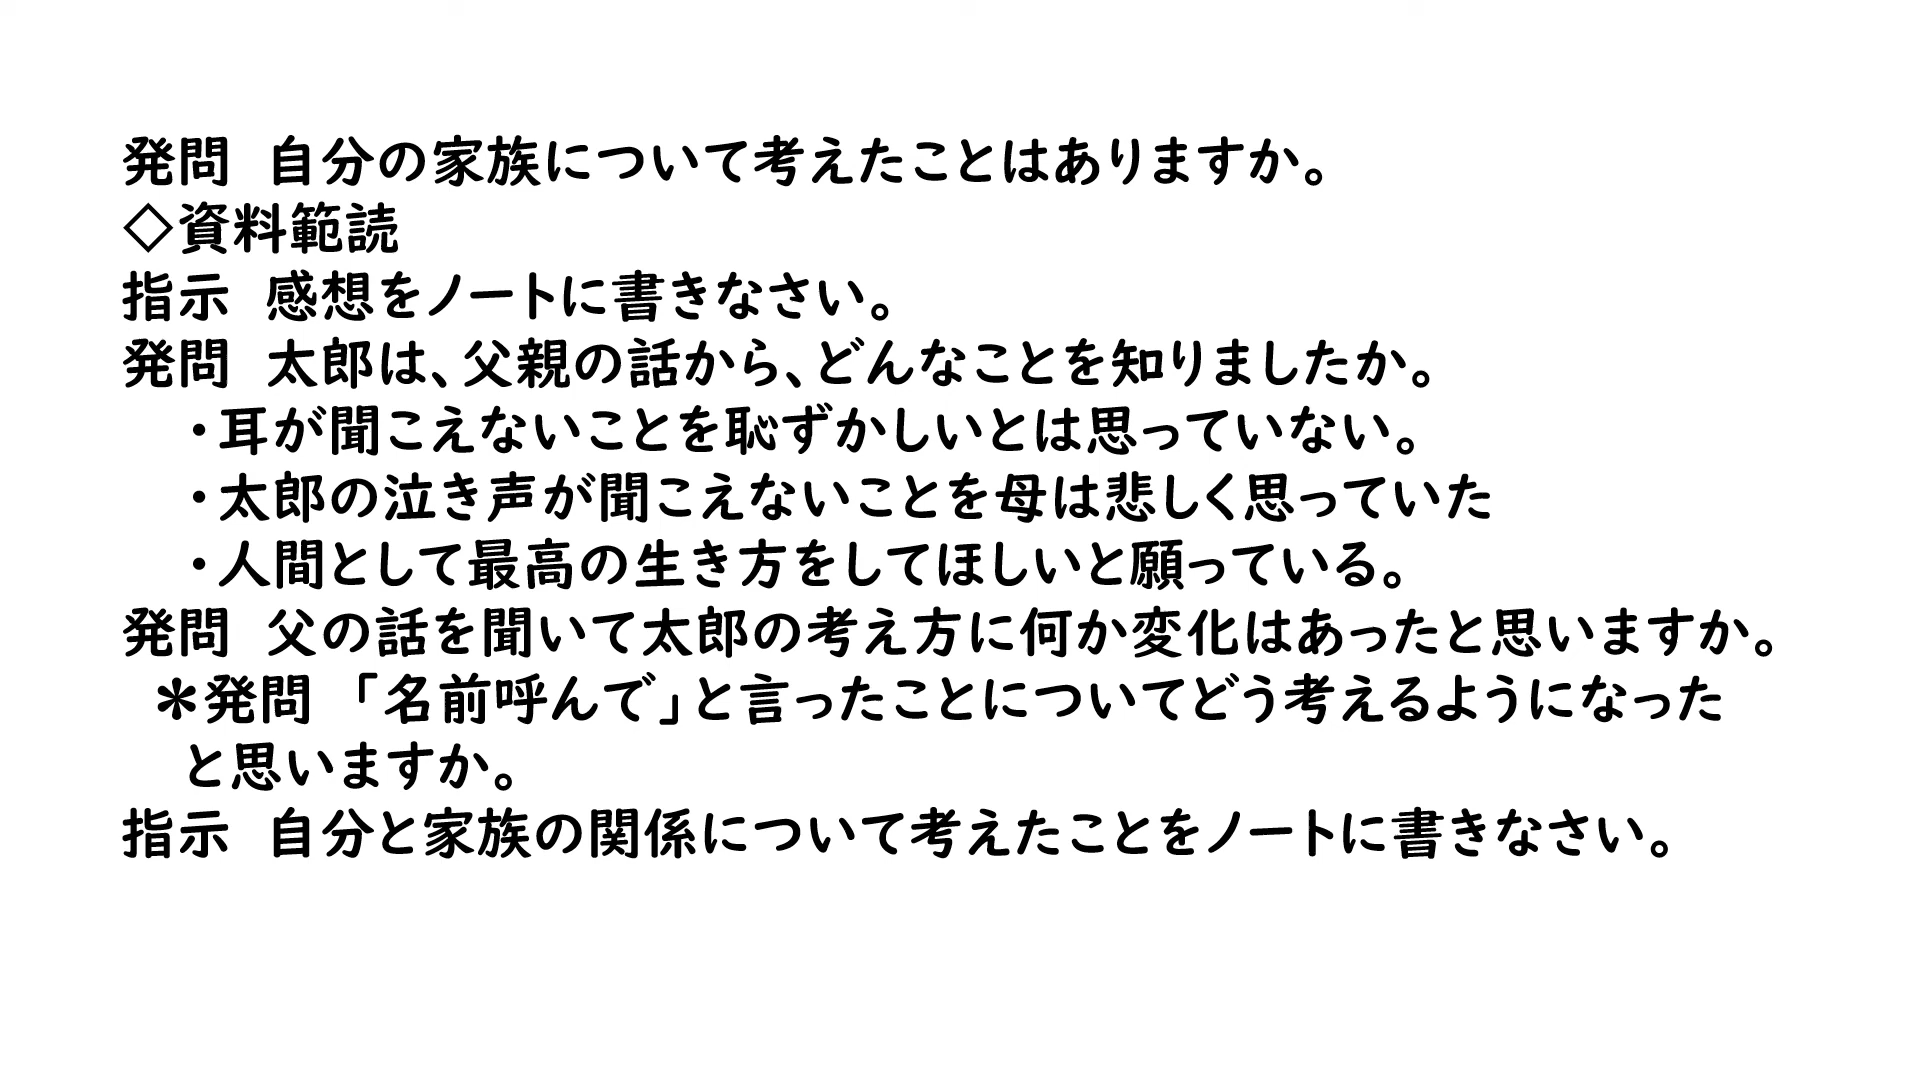 発問　自分の家族について考えたことはありますか。
◇資料範読
指示　感想をノートに書きなさい。
発問　太郎は、父親の話から、どんなことを知りましたか。
・耳が聞こえないことを恥ずかしいとは思っていない。
・太郎の泣き声が聞こえないことを母は悲しく思っていた
・人間として最高の生き方をしてほしいと願っている。
発問　父の話を聞いて太郎の考え方に何か変化はあったと思いますか。
＊発問　「名前呼んで」と言ったことについてどう考えるようになった
と思いますか。
指示　自分と家族の関係について考えたことをノートに書きなさい。